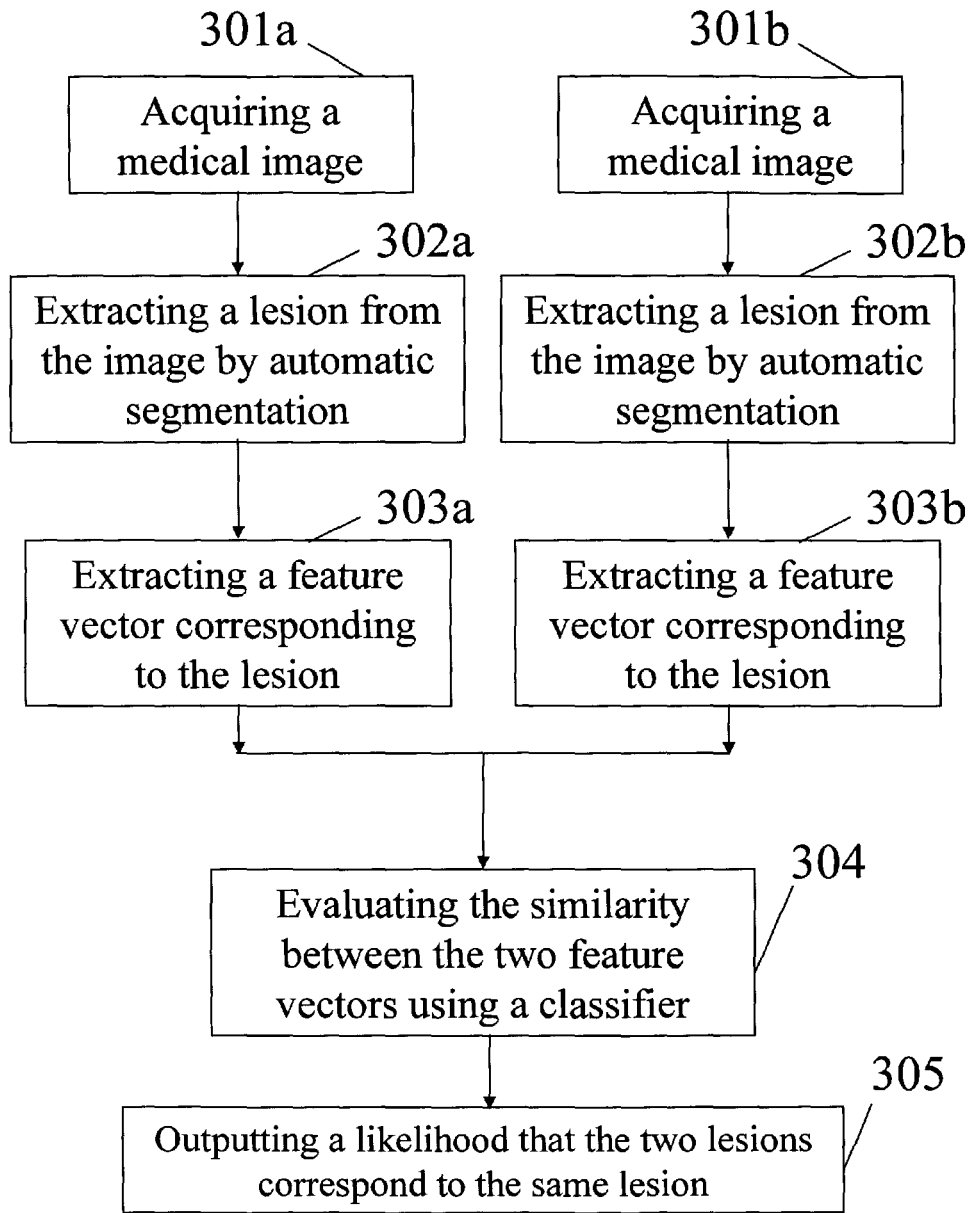 301a
301b
Acquiring a
medical image
Acquiring a
medical image
302a
302b
Extracting a lesion from
the image by automatic
segmentation
Extracting a lesion from
the image by automatic
segmentation
303a
303b
Extracting a feature
vector corresponding
to the lesion
Extracting a feature
vector corresponding
to the lesion
304
Evaluating the similarity
between the two feature
vectors using a classifier
305
Outputting a likelihood that the two lesions
correspond to the same lesion